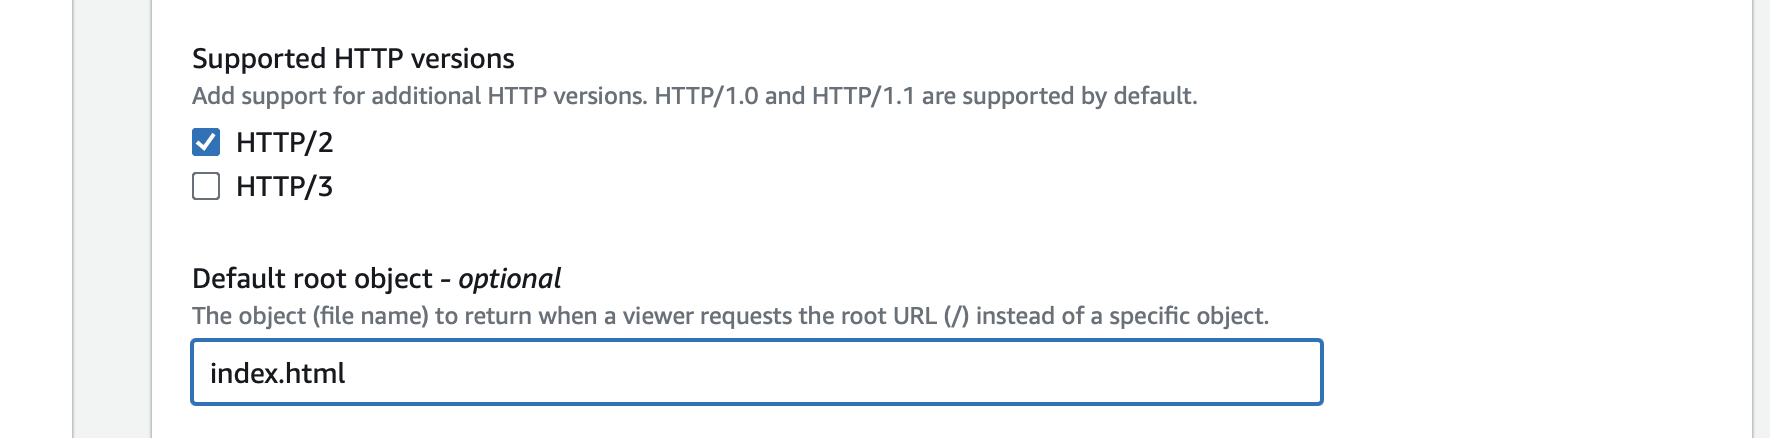 Supported HTTP versions
Add support for additional HTTP versions. HTTP/1.0 and HTTP/1.1 are supported by default.
HTTP/2
HTTP/3
Default root object - optional
The object (file name) to return when a viewer requests the root URL (/) instead of a specific object.
index.html